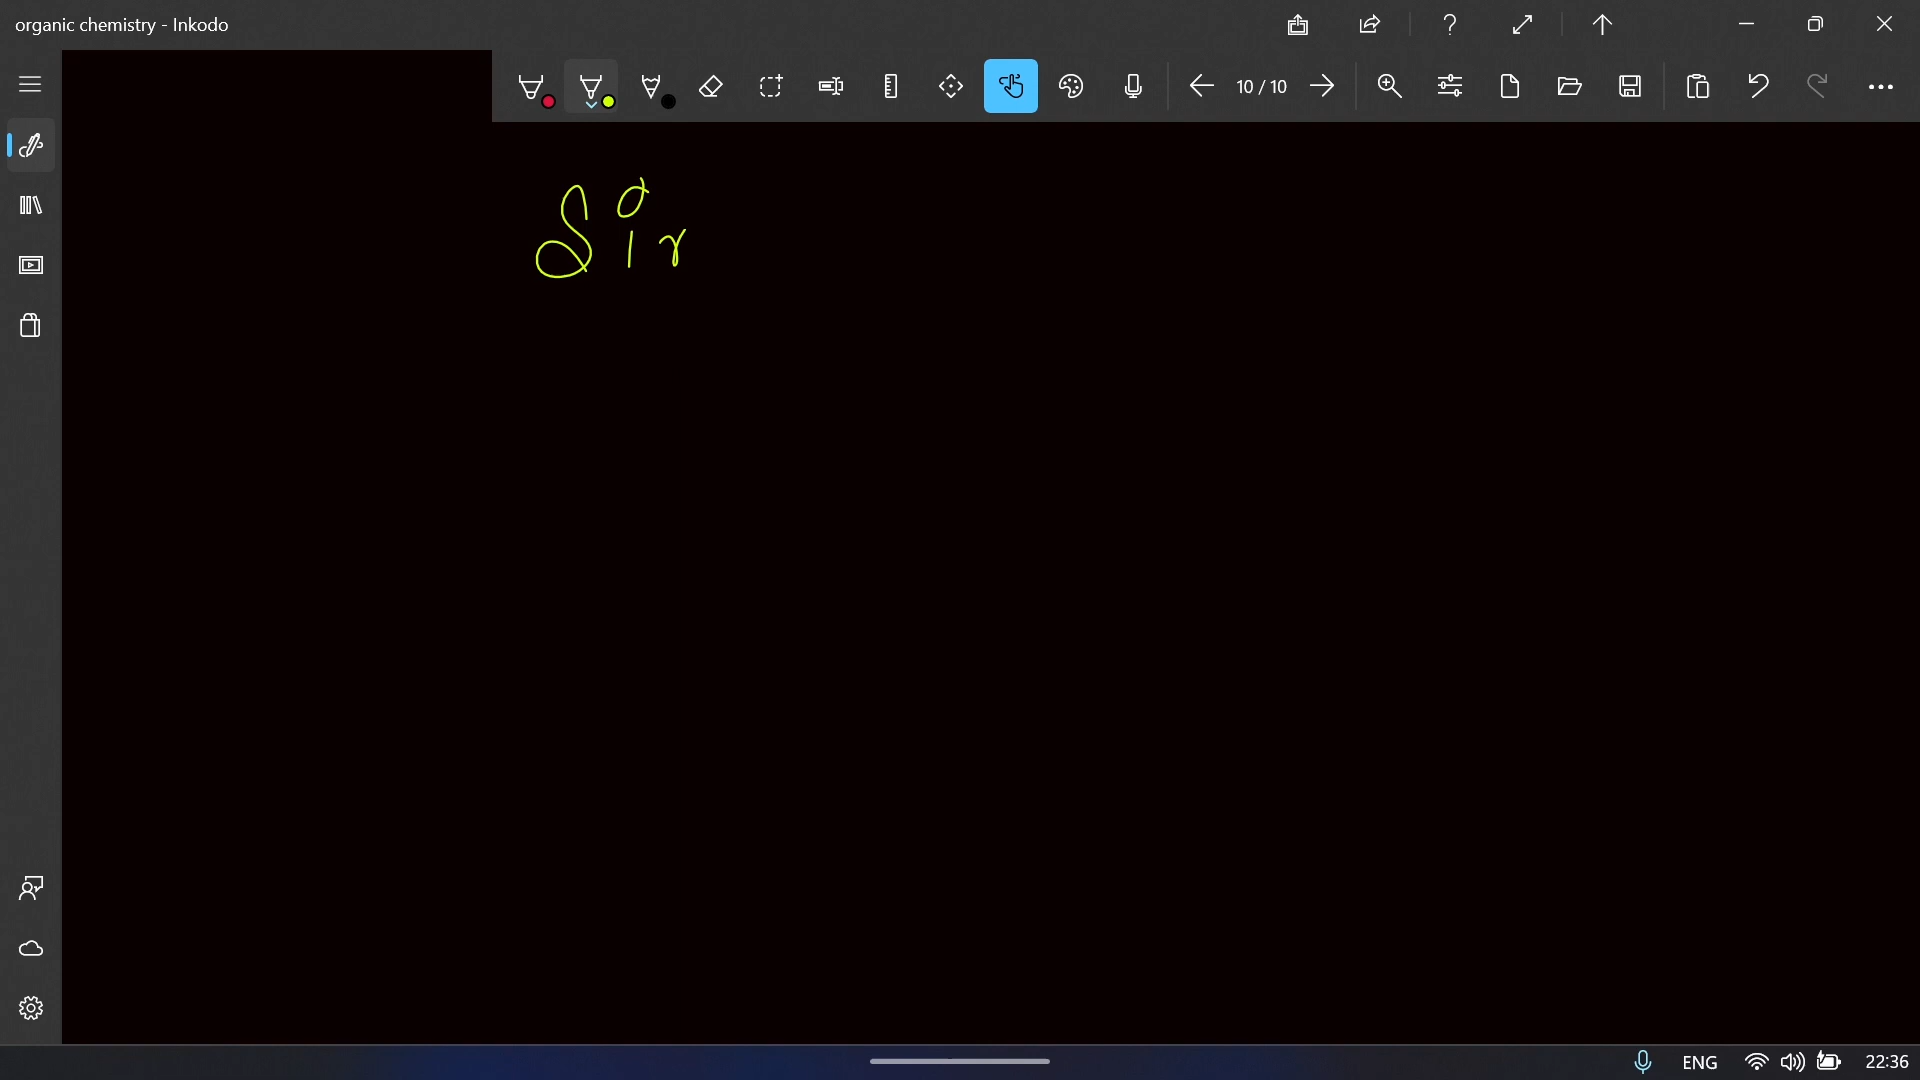 organic chemistry - Inkodo
10 / 10
Sir
ENG
22:36